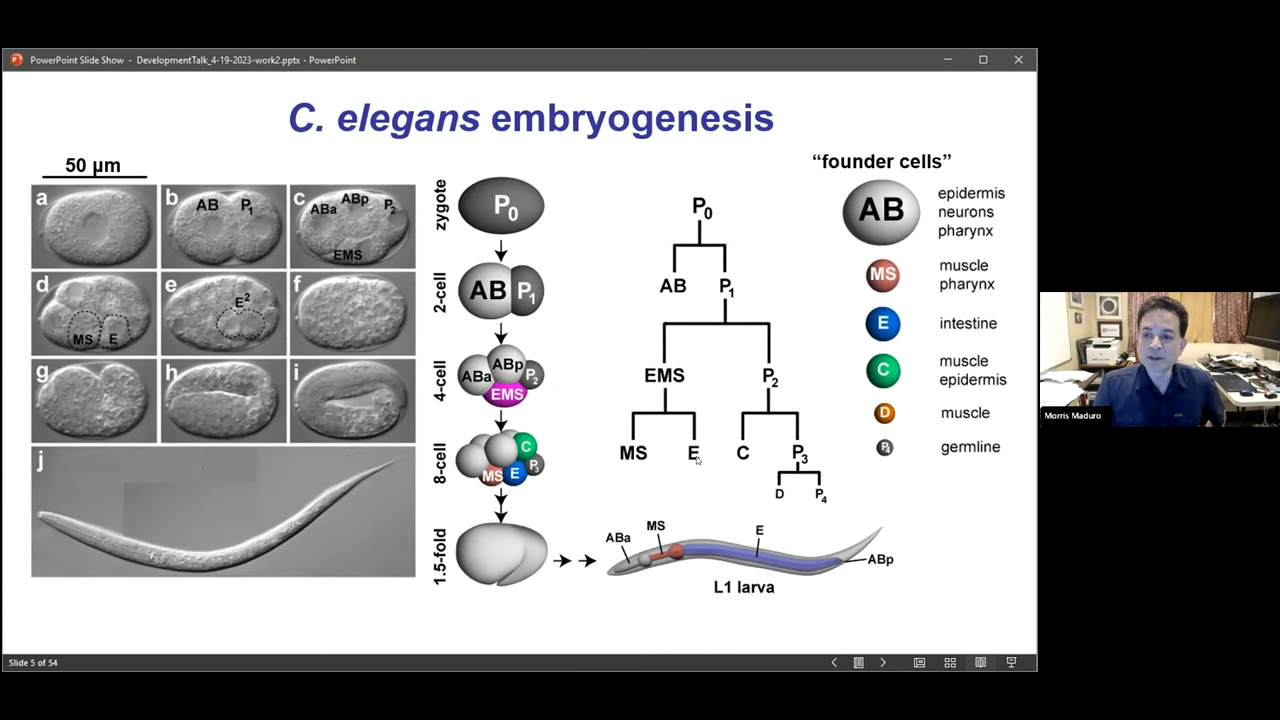 PowerPoint Slide Show - DevelopmentTalk_4-19-2023-work2.pptx - PowerPoint
C. elegans embryogenesis
50 µm
a
b
AB
P1
c
ABa
ABp
P2
EMS
d
MS
E
e
E2
f
g
h
i
j
zygote
P0
2-cell
AB
P1
4-cell
ABa
ABp
P2
EMS
8-cell
C
MS
E
P3
1.5-fold
P0
AB
P1
EMS
P2
MS
E
C
P3
D
P4
ABa
MS
E
ABp
L1 larva
“founder cells”
AB
epidermis
neurons
pharynx
MS
muscle
pharynx
E
intestine
C
muscle
epidermis
D
muscle
P4
germline
Morris Maduro
Slide 5 of 54